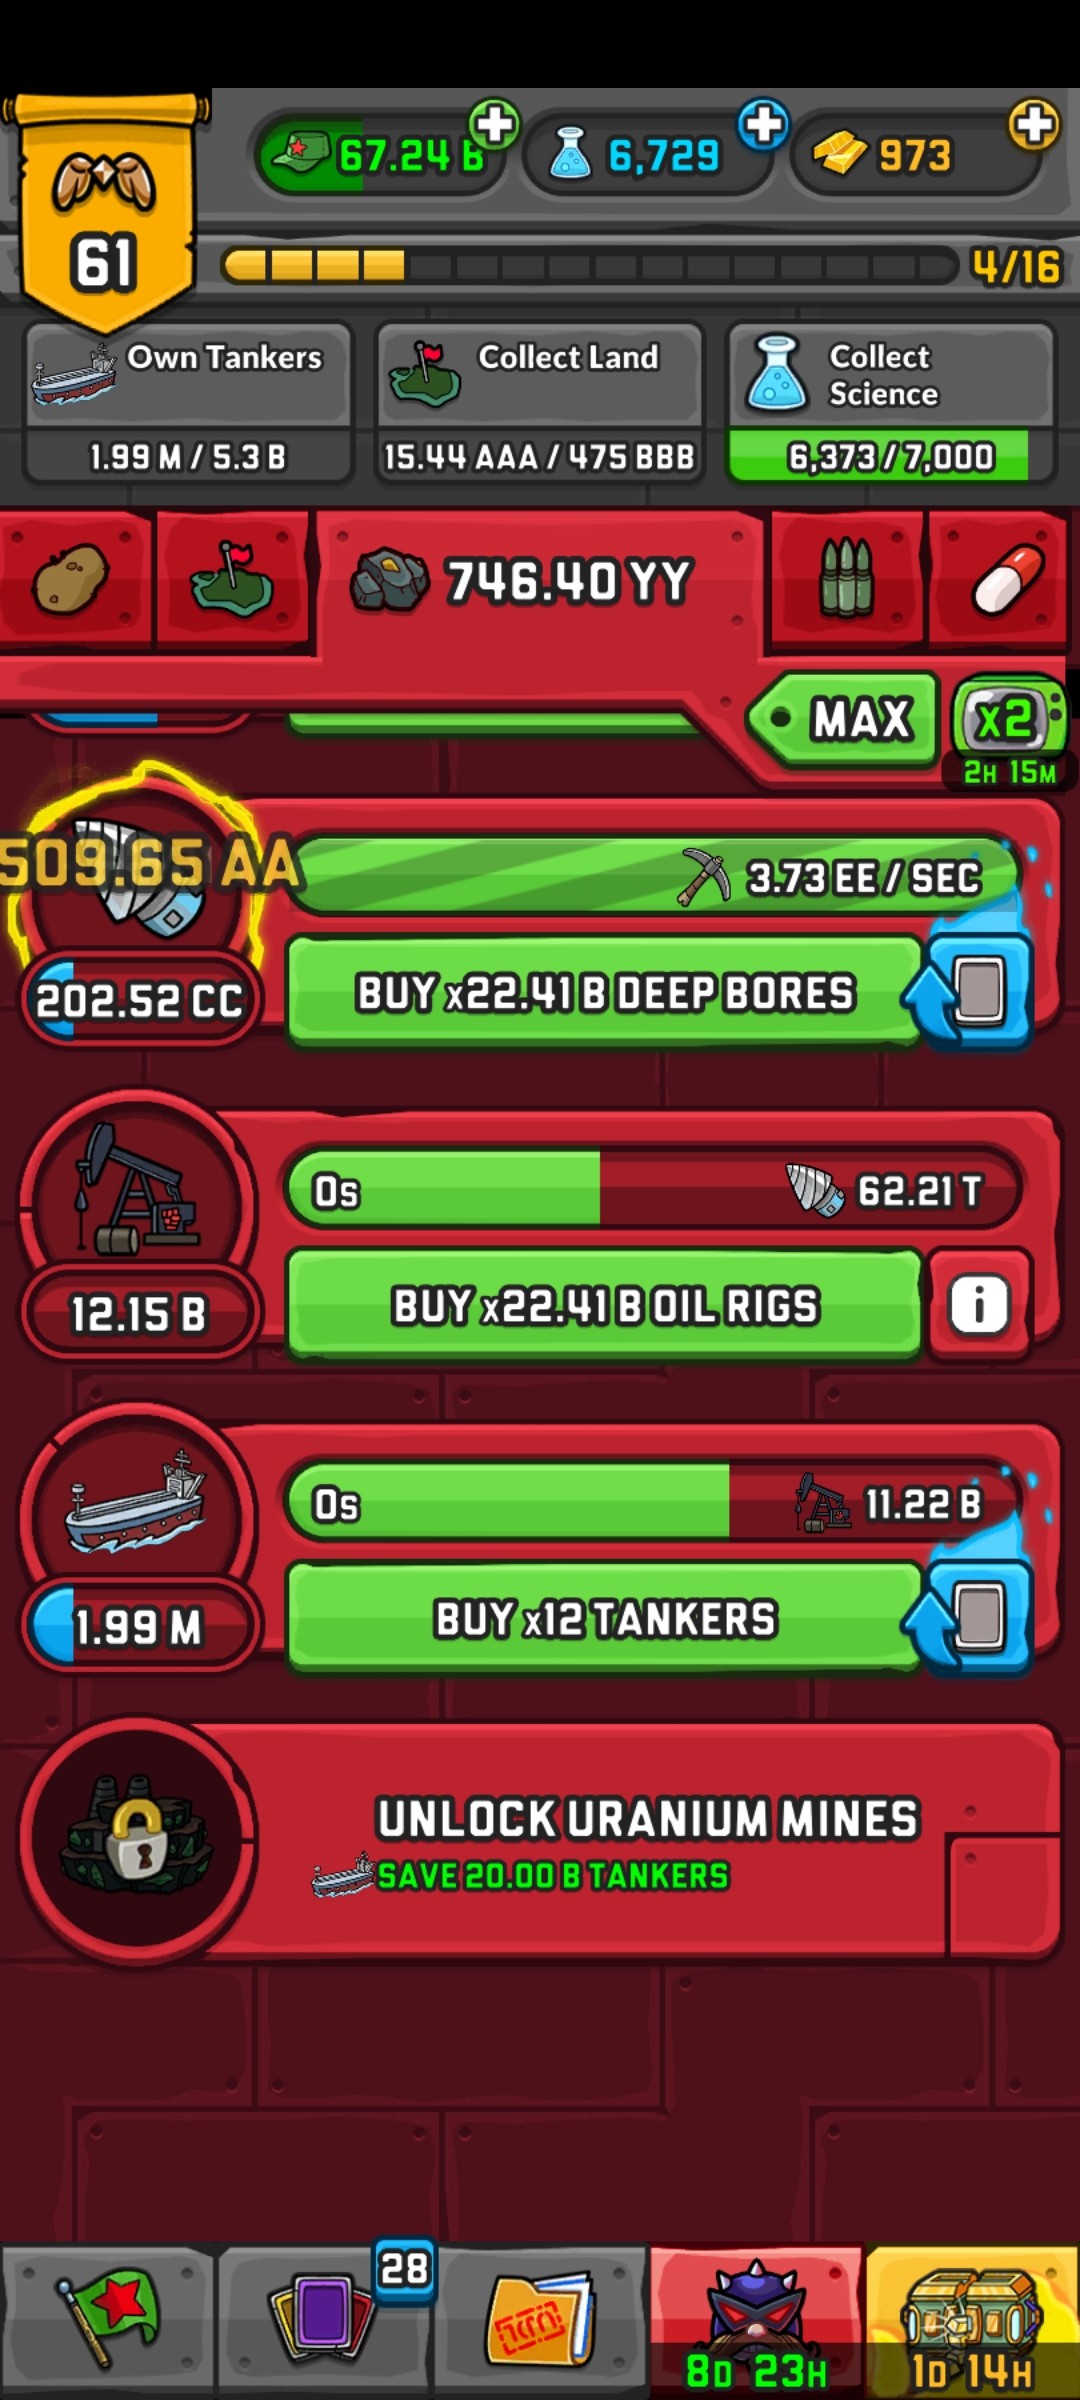 67.24 B
6,729
973
61
4/16
Own Tankers
1.99 M / 5.3 B
Collect Land
15.44 AAA / 475 BBB
Collect
Science
6,373 / 7,000
746.40 YY
MAX
x2
2H 15M
509.65 AA
3.73 EE / SEC
202.52 CC
BUY x22.41 B DEEP BORES
0s
62.21 T
12.15 B
BUY x22.41 B OIL RIGS
i
0s
11.22 B
1.99 M
BUY x12 TANKERS
UNLOCK URANIUM MINES
SAVE 20.00 B TANKERS
28
8D 23H
1D 14H